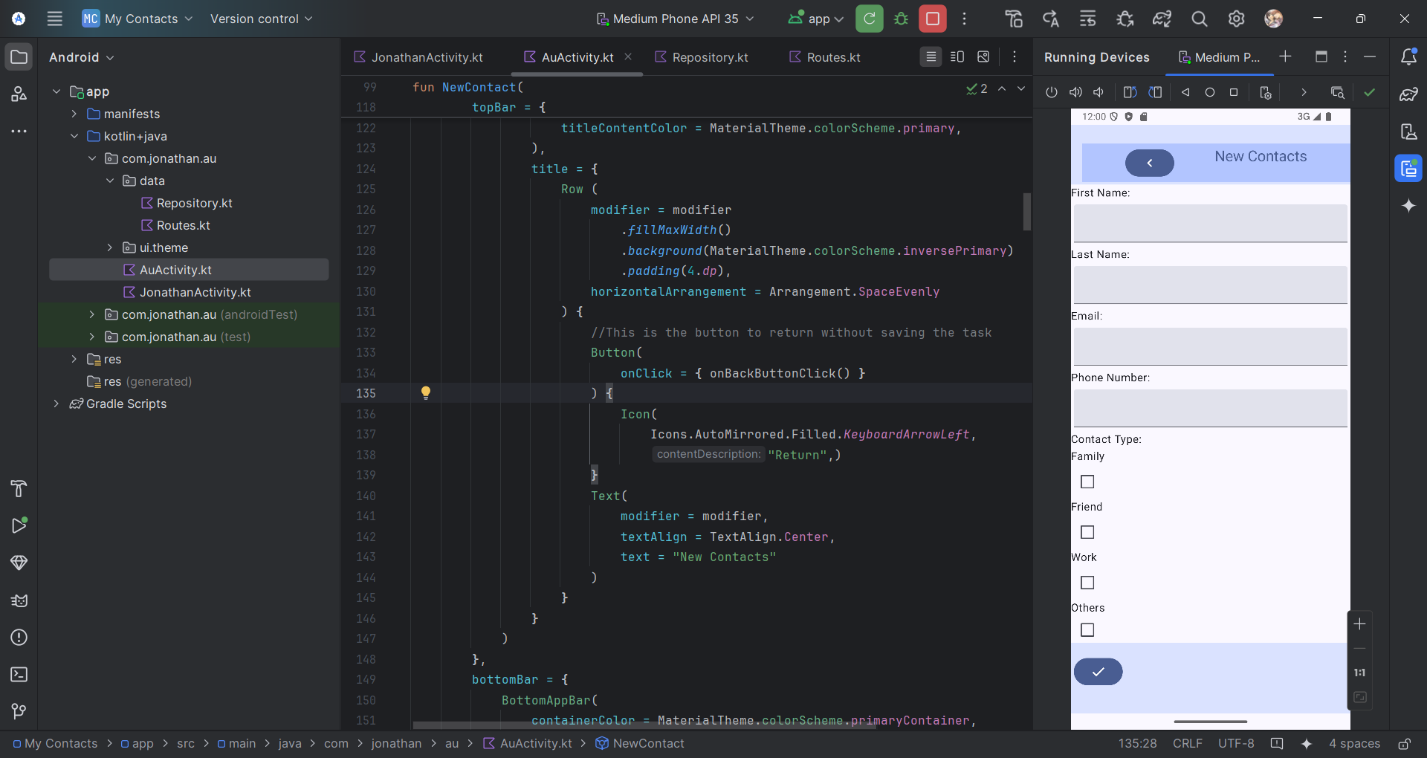 MC My Contacts
Version control
Medium Phone API 35
app
Android
app
manifests
kotlin+java
com.jonathan.au
data
Repository.kt
Routes.kt
ui.theme
AuActivity.kt
JonathanActivity.kt
com.jonathan.au (androidTest)
com.jonathan.au (test)
res
res (generated)
Gradle Scripts
JonathanActivity.kt
AuActivity.kt
Repository.kt
Routes.kt
2
99 fun NewContact(
118 topBar = {
122 titleContentColor = MaterialTheme.colorScheme.primary,
123 ),
124 title = {
125 Row (
126 modifier = modifier
127 .fillMaxWidth()
128 .background(MaterialTheme.colorScheme.inversePrimary)
129 .padding(4.dp),
130 horizontalArrangement = Arrangement.SpaceEvenly
131 ) {
132 //This is the button to return without saving the task
133 Button(
134 onClick = { onBackButtonClick() }
135 ) {
136 Icon(
137 Icons.AutoMirrored.Filled.KeyboardArrowLeft,
138 contentDescription: "Return",)
139 }
140 Text(
141 modifier = modifier,
142 textAlign = TextAlign.Center,
143 text = "New Contacts"
144 )
145 }
146 }
147 )
148 },
149 bottomBar = {
150 BottomAppBar(
151 containerColor = MaterialTheme.colorScheme.primaryContainer,
Running Devices
Medium P...
12:00
3G
New Contacts
First Name:
Last Name:
Email:
Phone Number:
Contact Type:
Family
Friend
Work
Others
1:1
My Contacts > app > src > main > java > com > jonathan > au > AuActivity.kt > NewContact
135:28
CRLF
UTF-8
4 spaces